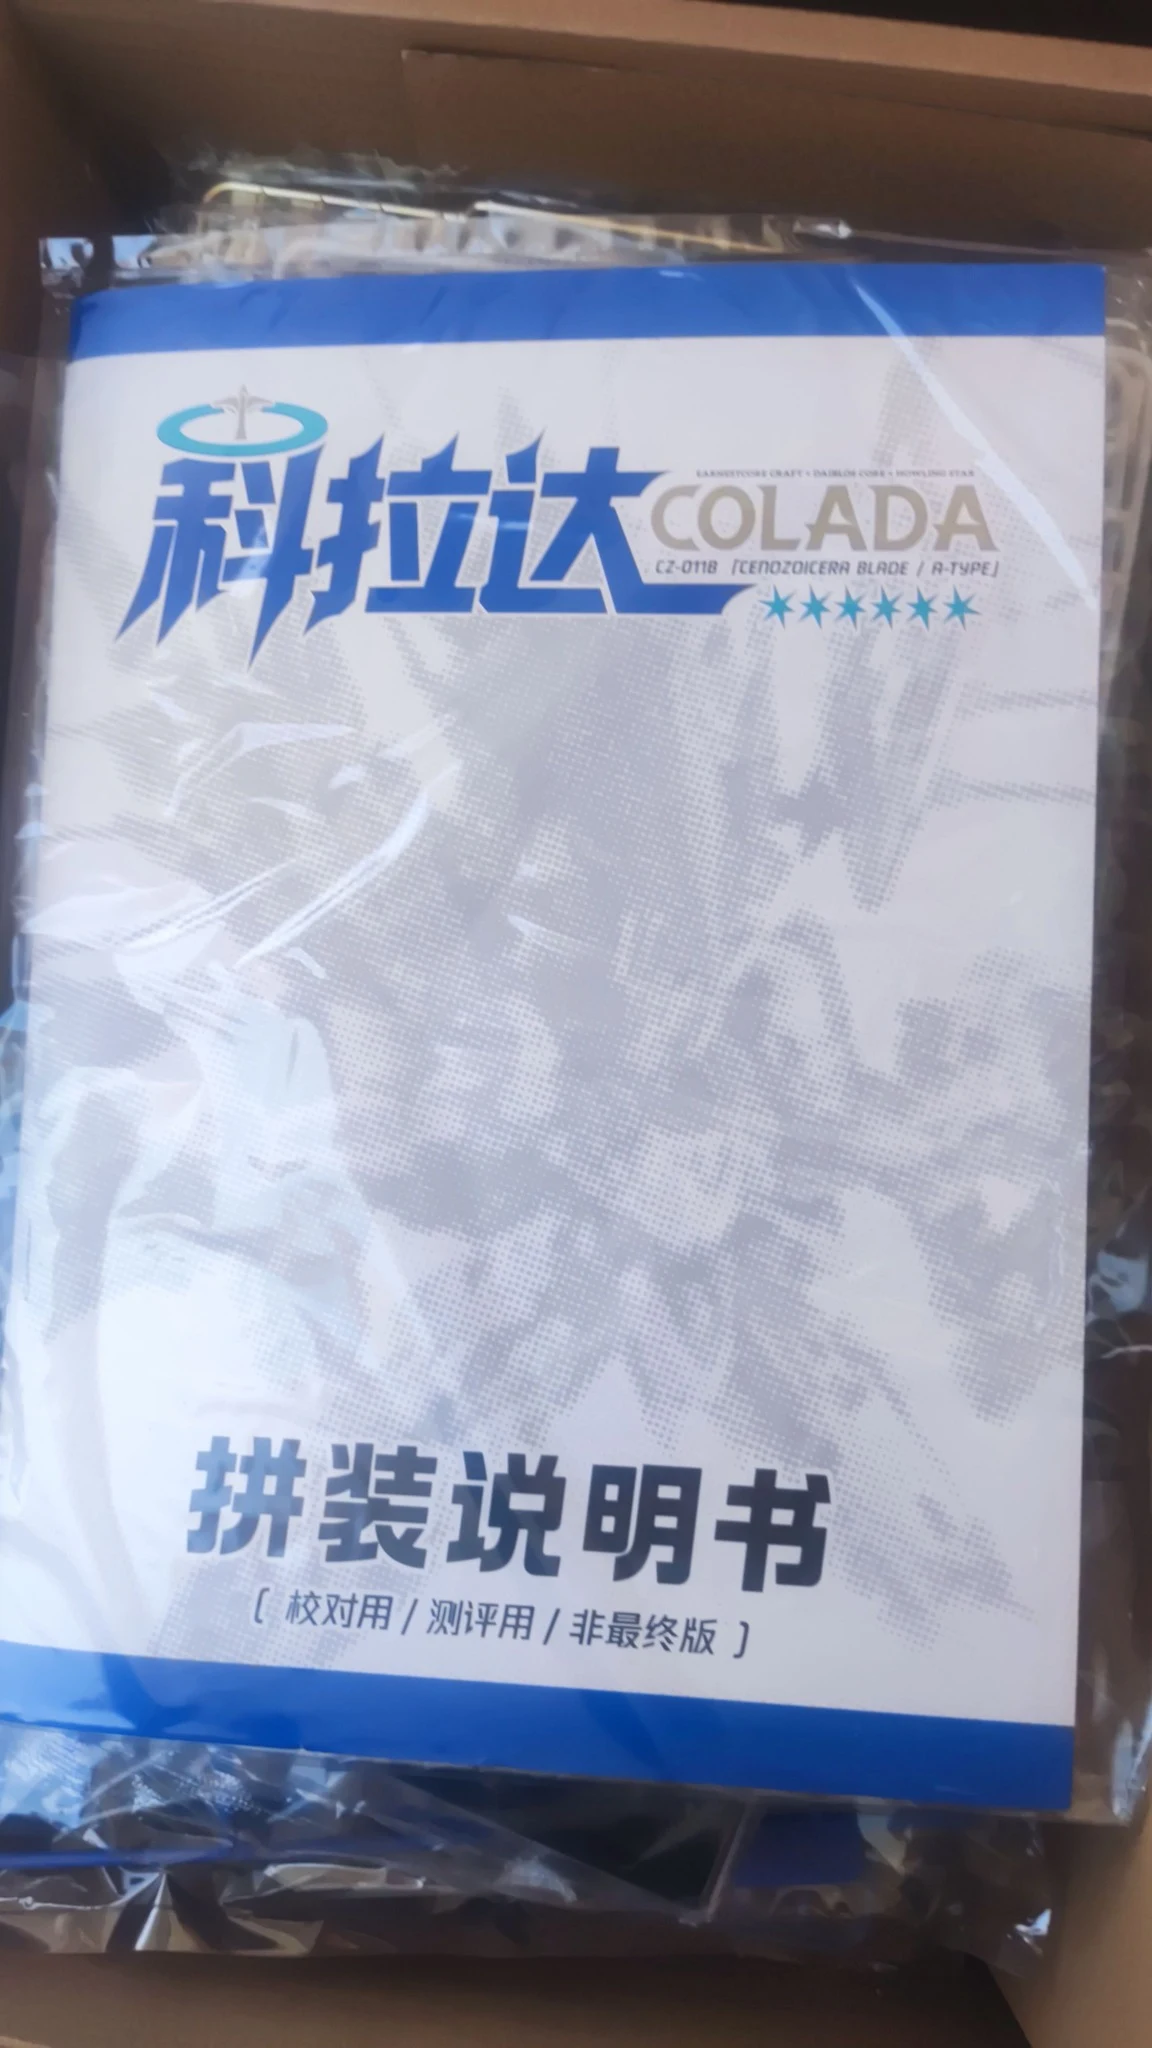 科拉达
EARNESTCORE CRAFT × DAIBLOS CORE × HOWLING STAR
COLADA
CZ-011B 「CENOZOICERA BLADE / A-TYPE」
拼装说明书
( 校对用 / 测评用 / 非最终版 )